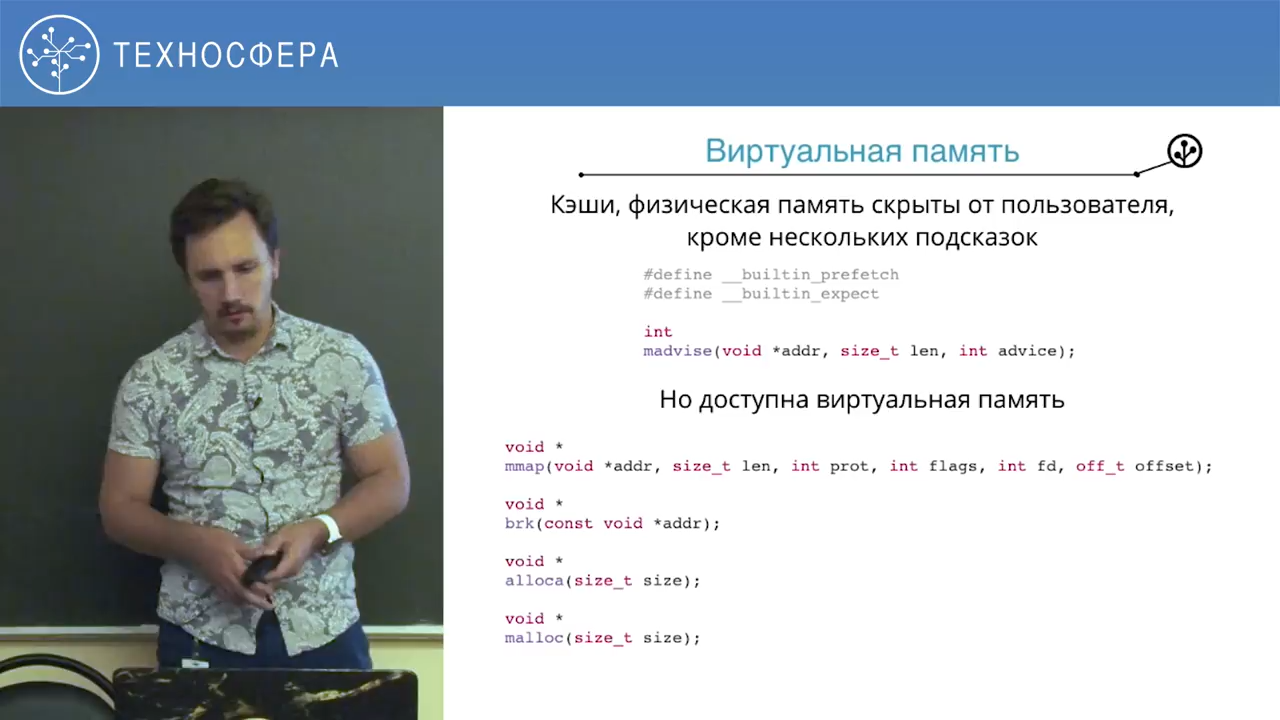 ТЕХНОСФЕРА
Виртуальная память
Кэши, физическая память скрыты от пользователя,
кроме нескольких подсказок
#define __builtin_prefetch
#define __builtin_expect
int
madvise(void *addr, size_t len, int advice);
Но доступна виртуальная память
void *
mmap(void *addr, size_t len, int prot, int flags, int fd, off_t offset);
void *
brk(const void *addr);
void *
alloca(size_t size);
void *
malloc(size_t size);